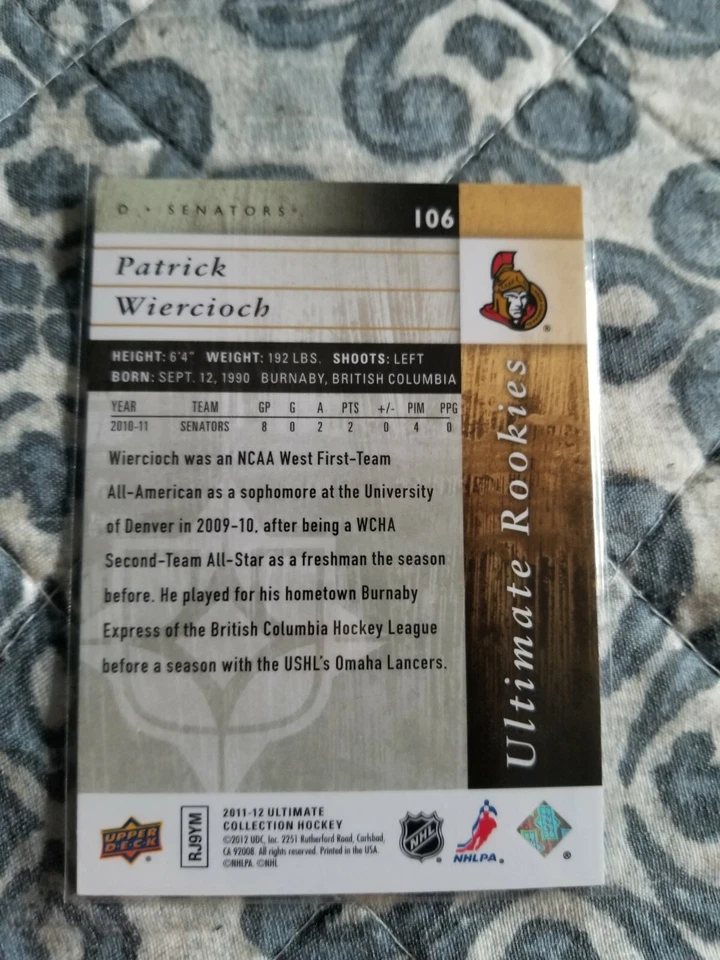 D • SENATORS® 106
Patrick
Wiercioch
®
HEIGHT: 6'4" WEIGHT: 192 LBS. SHOOTS: LEFT
BORN: SEPT. 12, 1990 BURNABY, BRITISH COLUMBIA
YEAR TEAM GP G A PTS +/- PIM PPG
2010-11 SENATORS 8 0 2 2 0 4 0
Wiercioch was an NCAA West First-Team
All-American as a sophomore at the University
of Denver in 2009-10, after being a WCHA
Second-Team All-Star as a freshman the season
before. He played for his hometown Burnaby
Express of the British Columbia Hockey League
before a season with the USHL's Omaha Lancers.
Ultimate Rookies
UPPER
D·E·C·K
®
RJ9YM
2011-12 ULTIMATE
COLLECTION HOCKEY
©2012 UDC, Inc. 2251 Rutherford Road, Carlsbad,
CA 92008. All rights reserved. Printed in the USA.
©NHLPA. ©NHL
NHL
®
NHLPA.
®
®